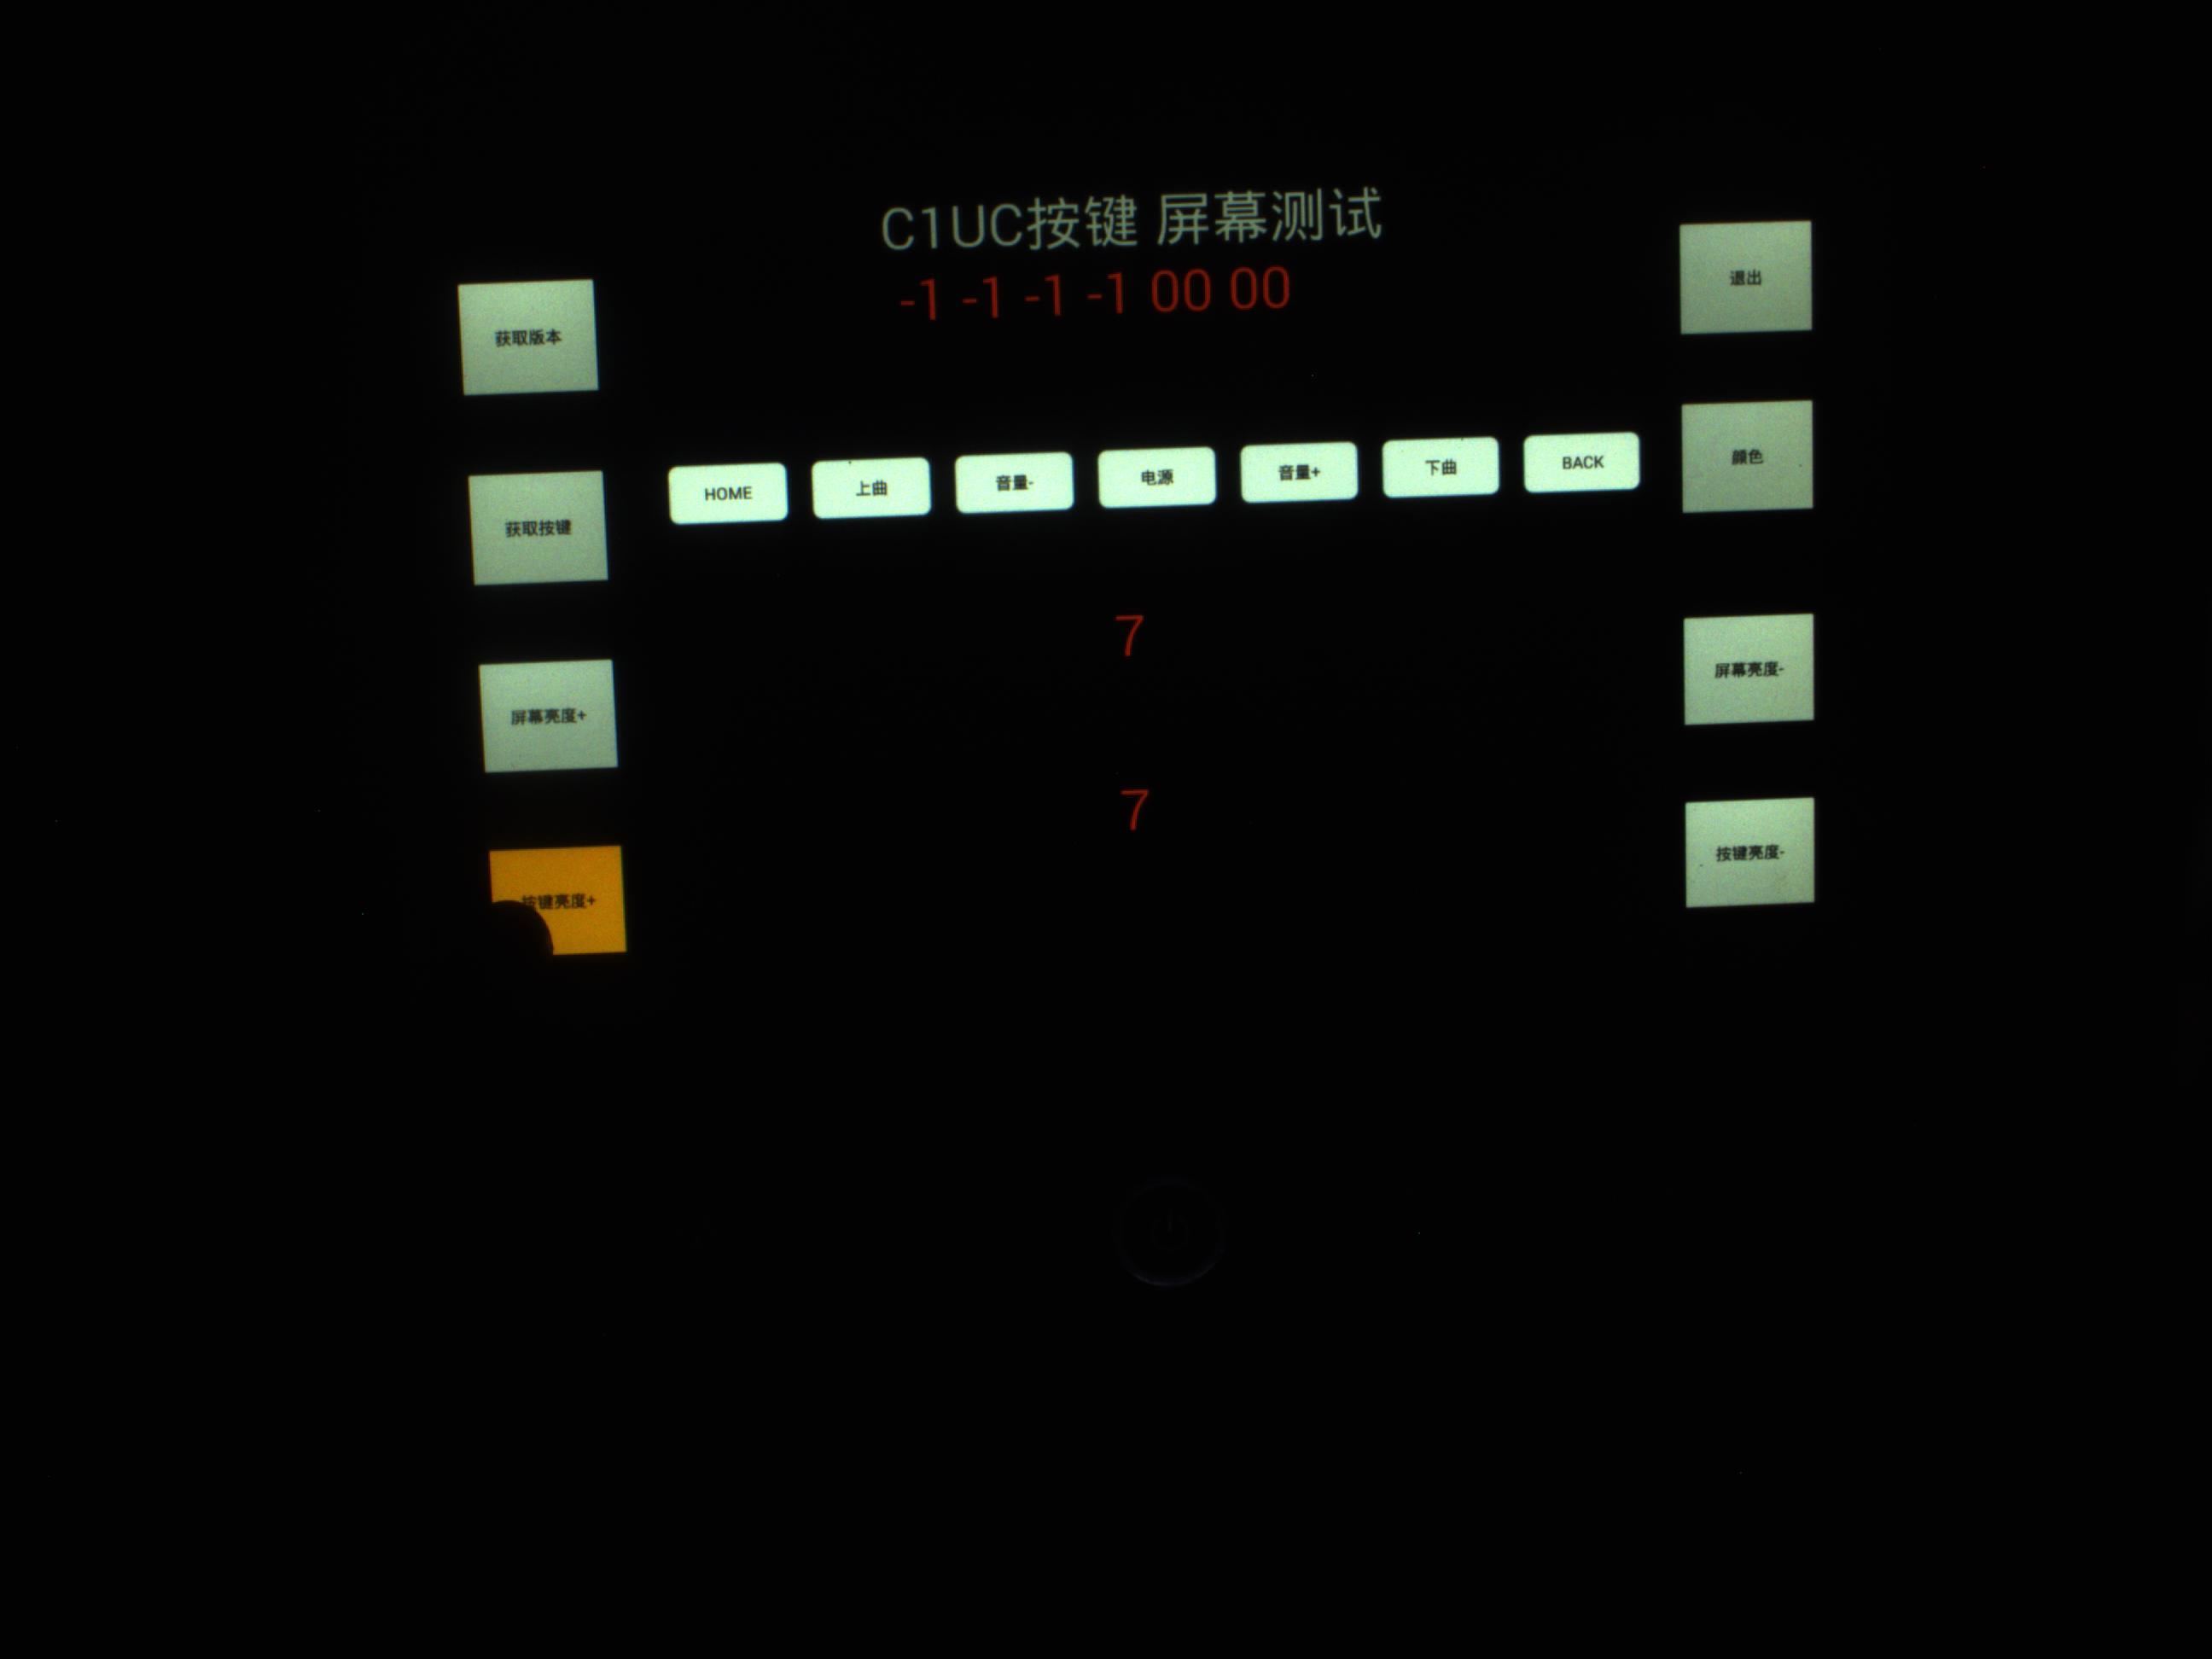 C1UC按键 屏幕测试
-1 -1 -1 -1 00 00
获取版本
退出
获取按键
HOME
上曲
音量-
电源
音量+
下曲
BACK
颜色
7
屏幕亮度+
屏幕亮度-
7
按键亮度+
按键亮度-